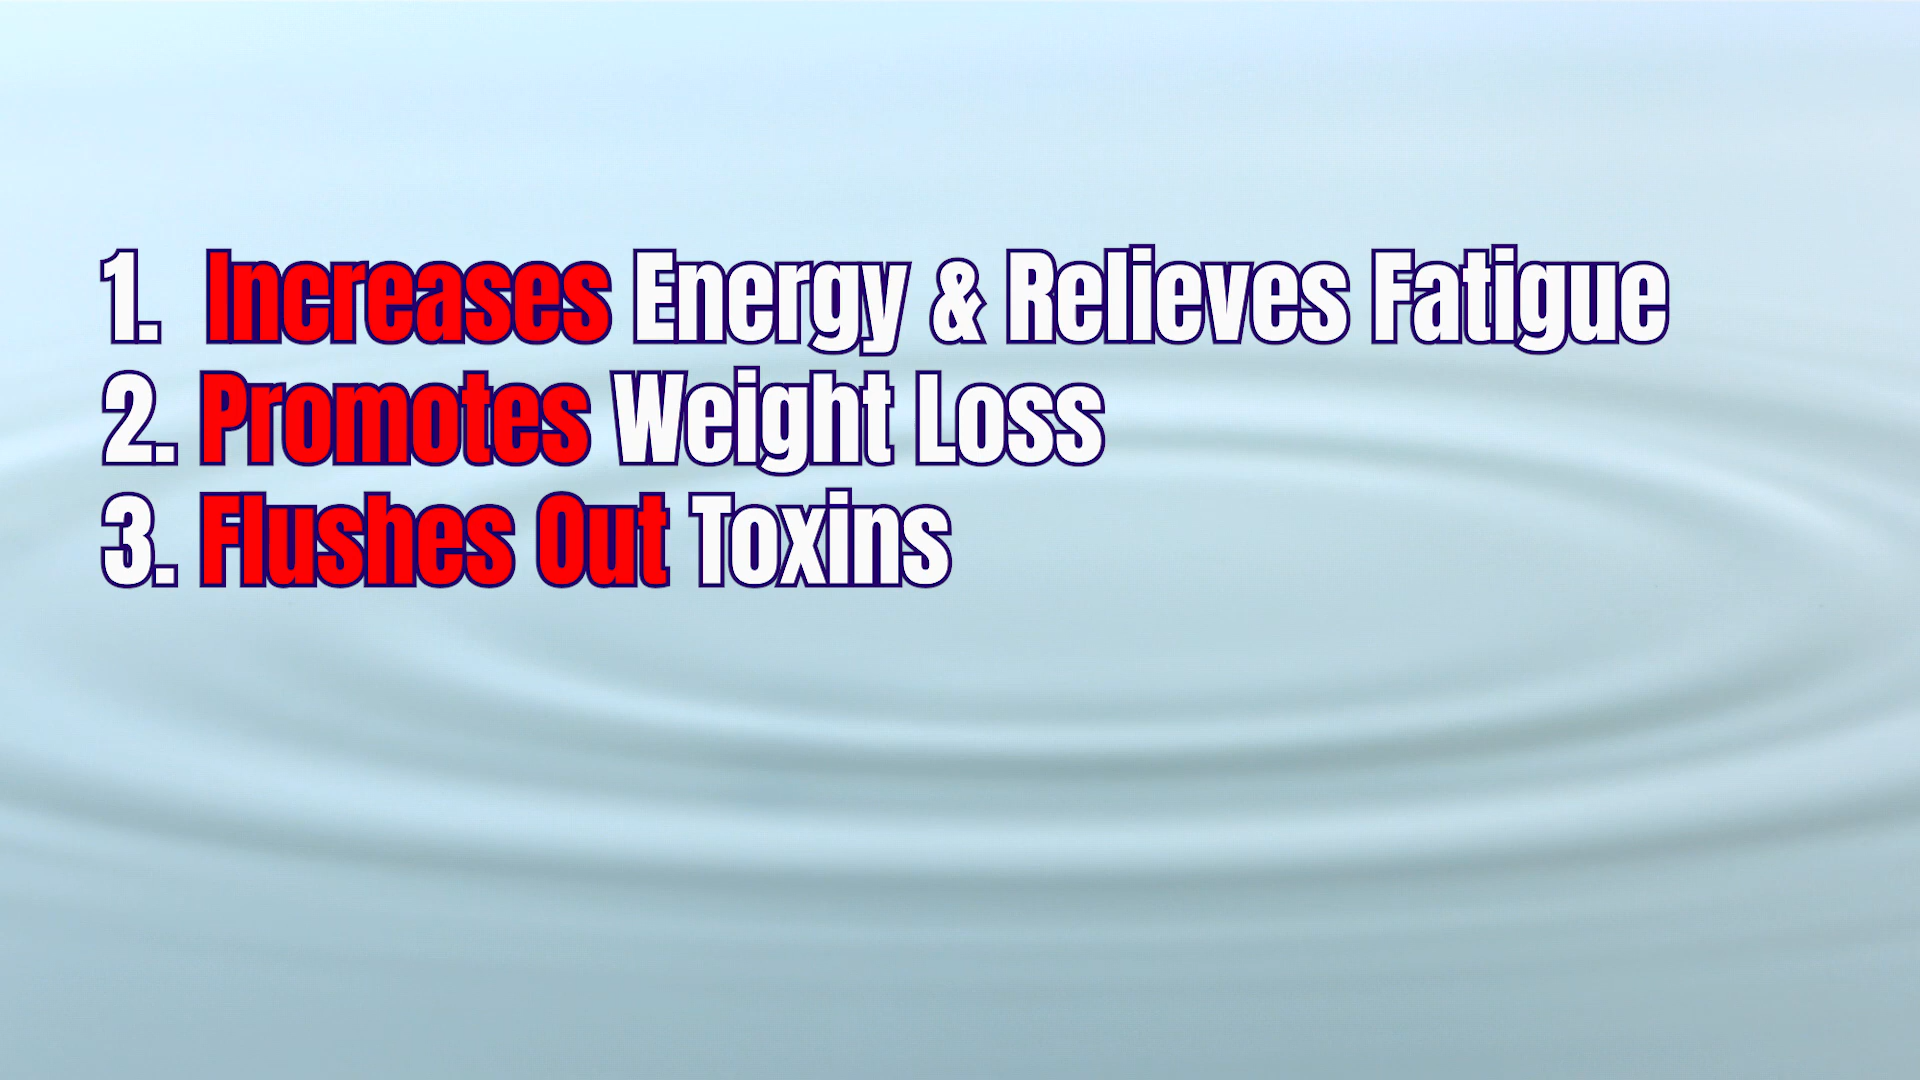 1. Increases Energy & Relieves Fatigue
2. Promotes Weight Loss
3. Flushes Out Toxins